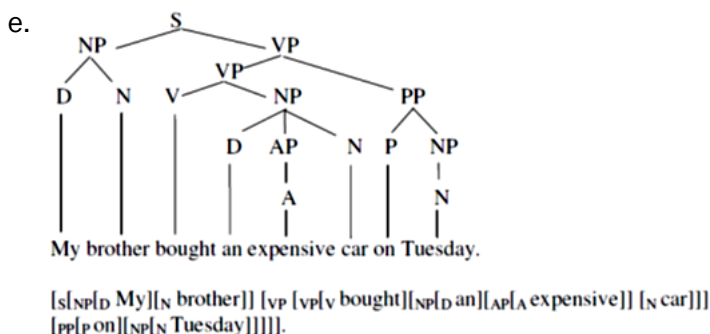 e.
S
NP VP
VP
D N V NP PP
D AP N P NP
A N
My brother bought an expensive car on Tuesday.
[S[NP[D My][N brother]] [VP [VP[V bought][NP[D an][AP[A expensive]] [N car]]]
[PP[P on][NP[N Tuesday]]]]].